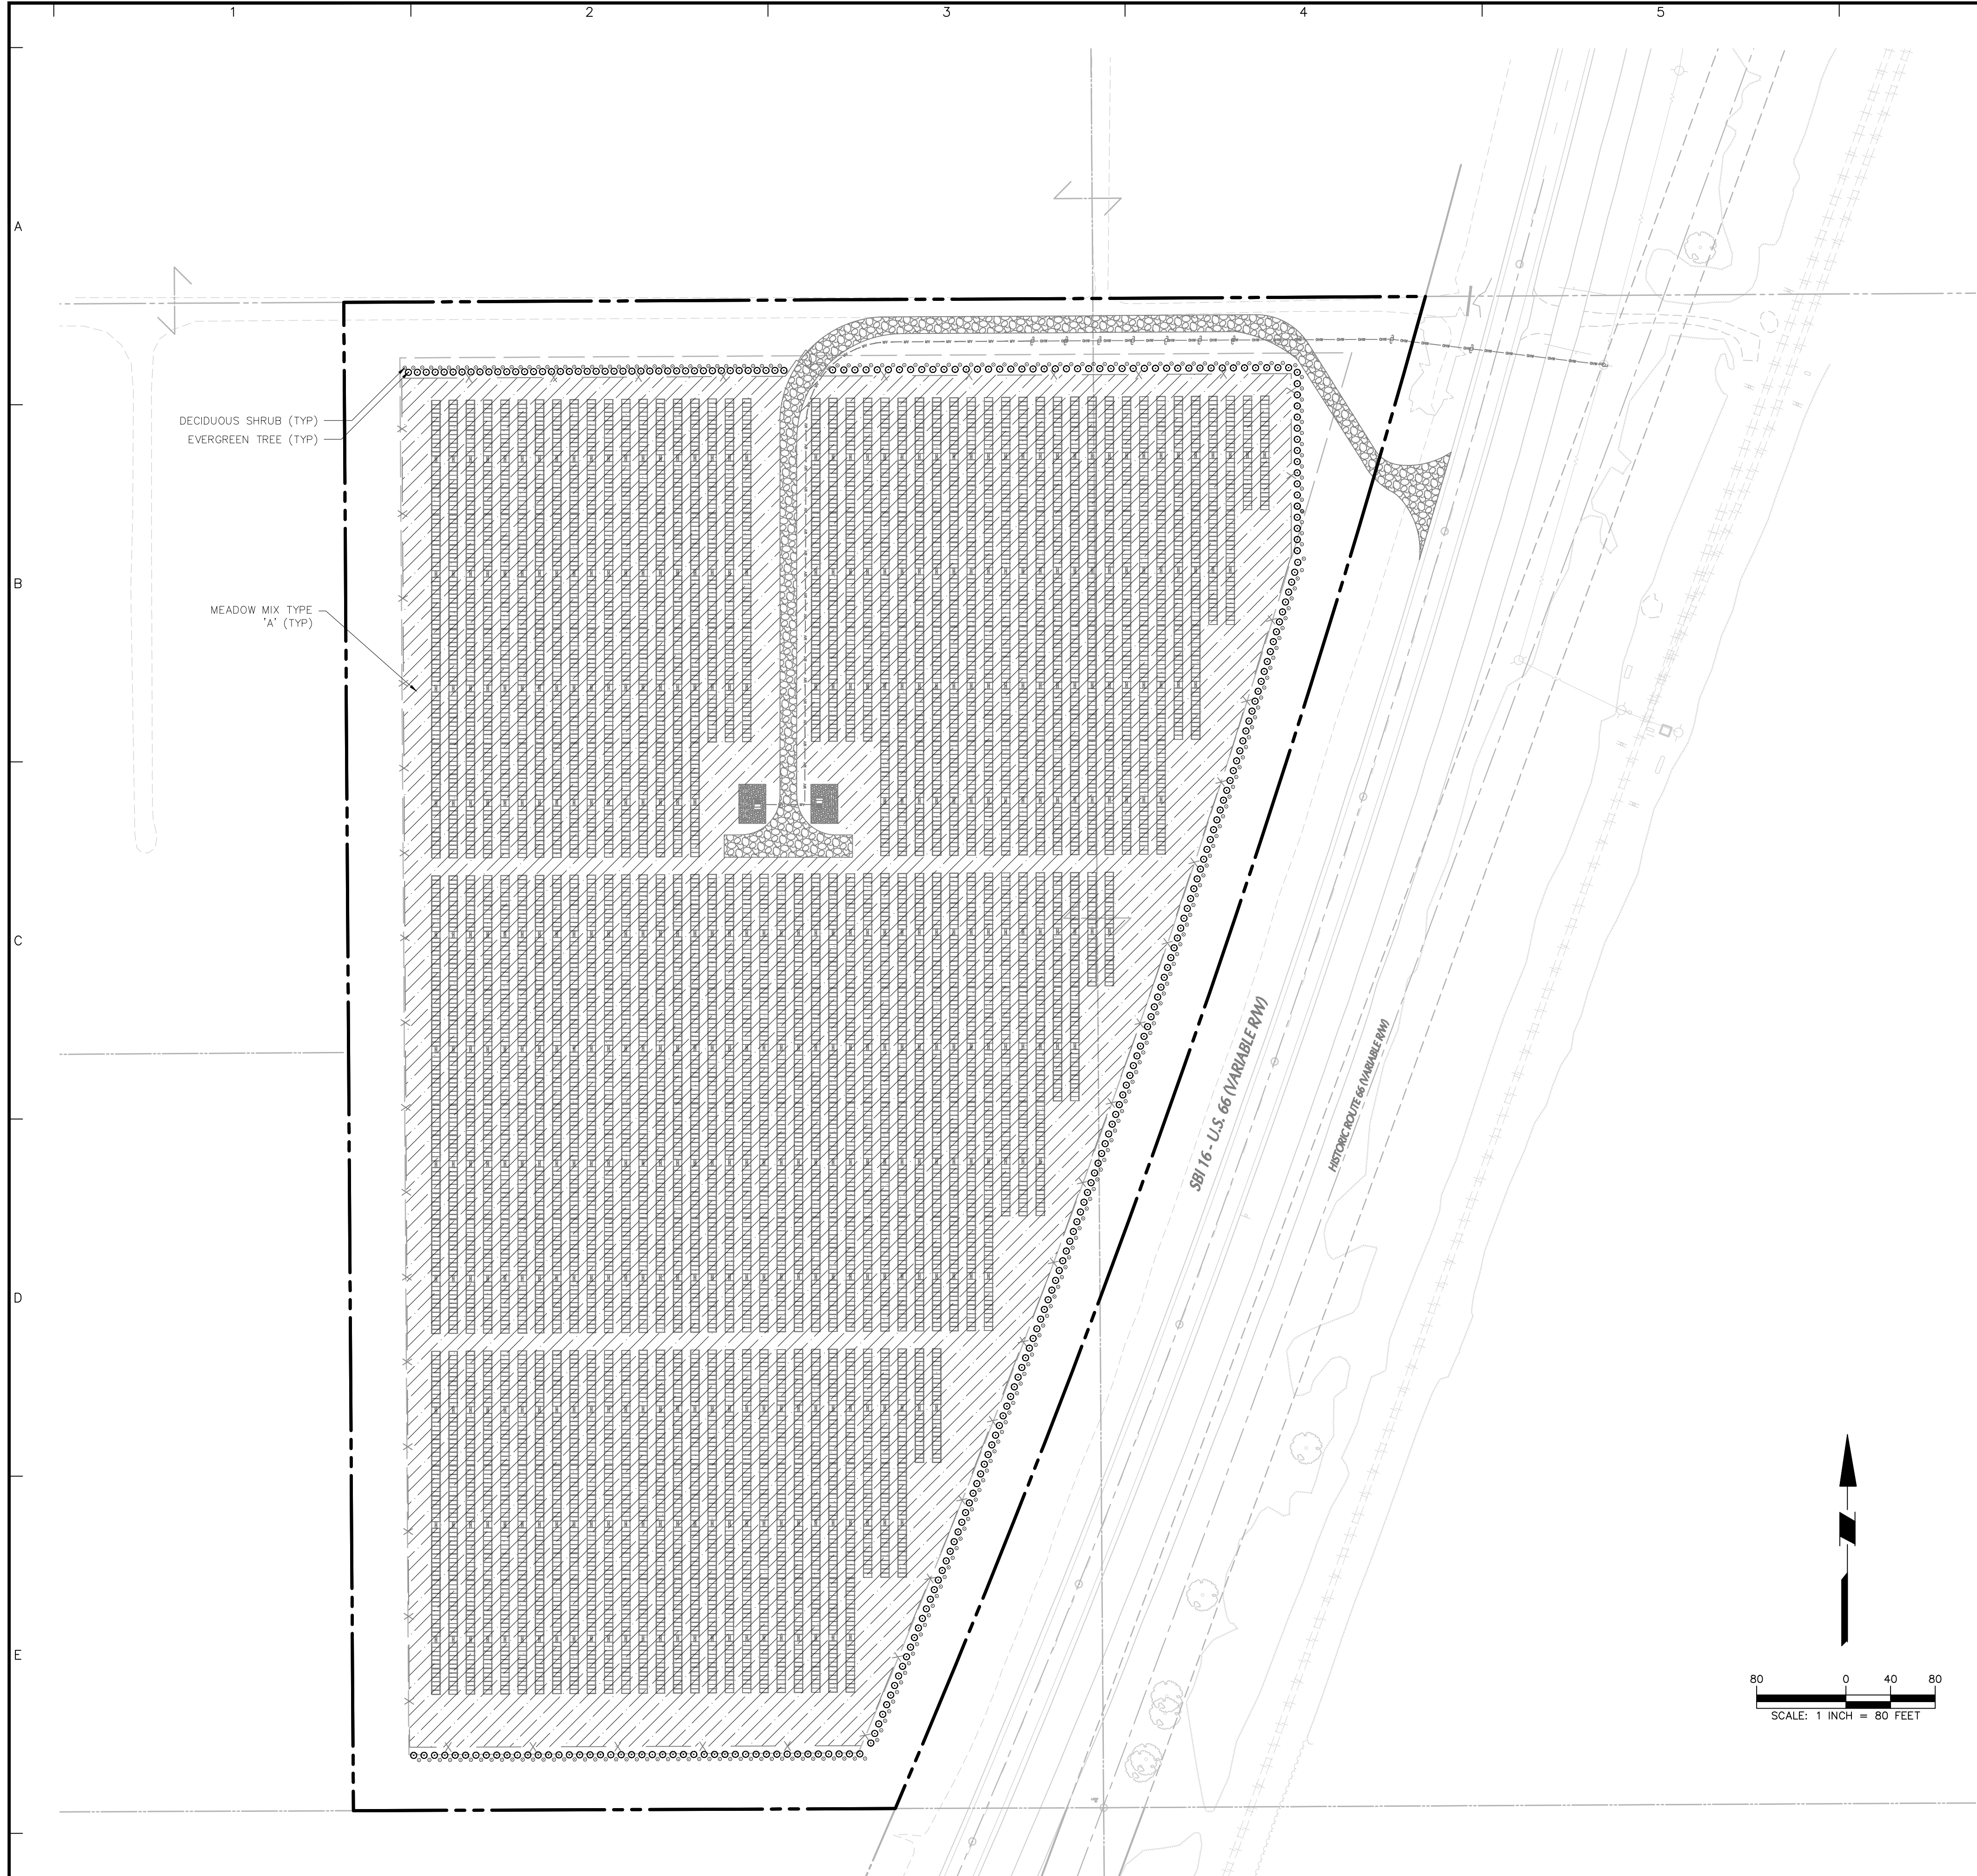 1 2 3 4 5
A
DECIDUOUS SHRUB (TYP)
EVERGREEN TREE (TYP)
B
MEADOW MIX TYPE
'A' (TYP)
C
SBI 16 - U.S. 66 (VARIABLE R/W)
HISTORIC ROUTE 66 (VARIABLE R/W)
D
E
80 0 40 80
SCALE: 1 INCH = 80 FEET